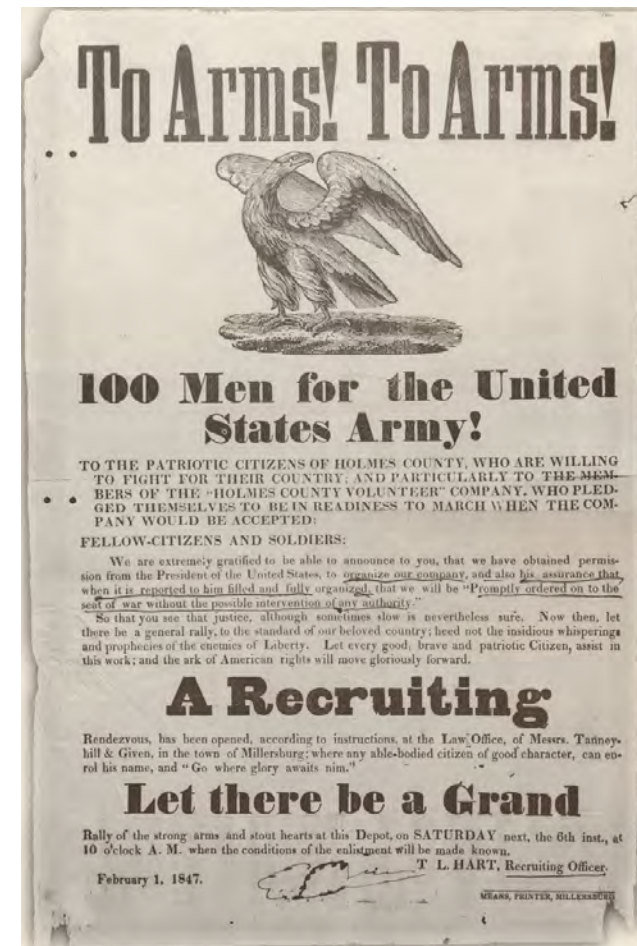 To Arms! To Arms!
100 Men for the United
States Army!
TO THE PATRIOTIC CITIZENS OF HOLMES COUNTY, WHO ARE WILLING
TO FIGHT FOR THEIR COUNTRY; AND PARTICULARLY TO THE MEM-
BERS OF THE "HOLMES COUNTY VOLUNTEER" COMPANY, WHO PLED-
GED THEMSELVES TO BE IN READINESS TO MARCH WHEN THE COM-
PANY WOULD BE ACCEPTED:
FELLOW-CITIZENS AND SOLDIERS:
We are extremely gratified to be able to announce to you, that we have obtained permis-
sion from the President of the United States, to organize our company, and also his assurance that,
when it is reported to him filled and fully organized, that we will be "Promptly ordered on to the
seat of war without the possible intervention of any authority."
So that you see that justice, although sometimes slow is nevertheless sure. Now then, let
there be a general rally, to the standard of our beloved country; heed not the insidious whisperings
and prophecies of the enemies of Liberty. Let every good, brave and patriotic Citizen, assist in
this work; and the ark of American rights will move gloriously forward.
A Recruiting
Rendezvous, has been opened, according to instructions, at the Law Office, of Messrs. Tanney-
hill & Given, in the town of Millersburg; where any able-bodied citizen of good character, can en-
rol his name, and "Go where glory awaits him."
Let there be a Grand
Rally of the strong arms and stout hearts at this Depot, on SATURDAY next, the 6th inst., at
10 o'clock A. M. when the conditions of the enlistment will be made known.
T L. HART, Recruiting Officer.
February 1, 1847.
MEANS, PRINTER, MILLERSBURG